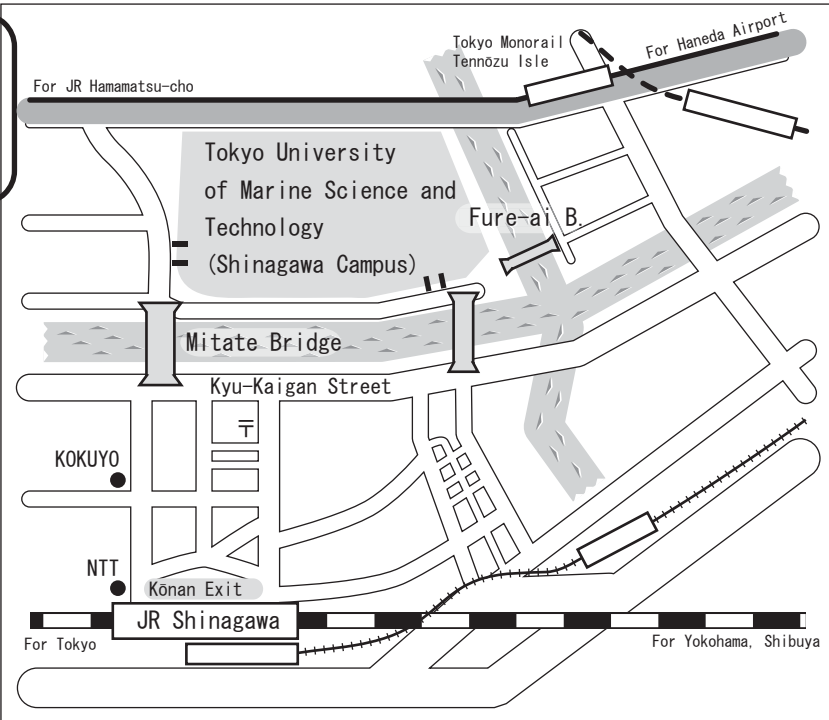 Tokyo Monorail
Tennōzu Isle
For Haneda Airport
For JR Hamamatsu-cho
Tokyo University
of Marine Science and
Technology
(Shinagawa Campus)
Fure-ai B.
Mitate Bridge
Kyu-Kaigan Street
〒
KOKUYO
NTT
Kōnan Exit
JR Shinagawa
For Tokyo
For Yokohama, Shibuya